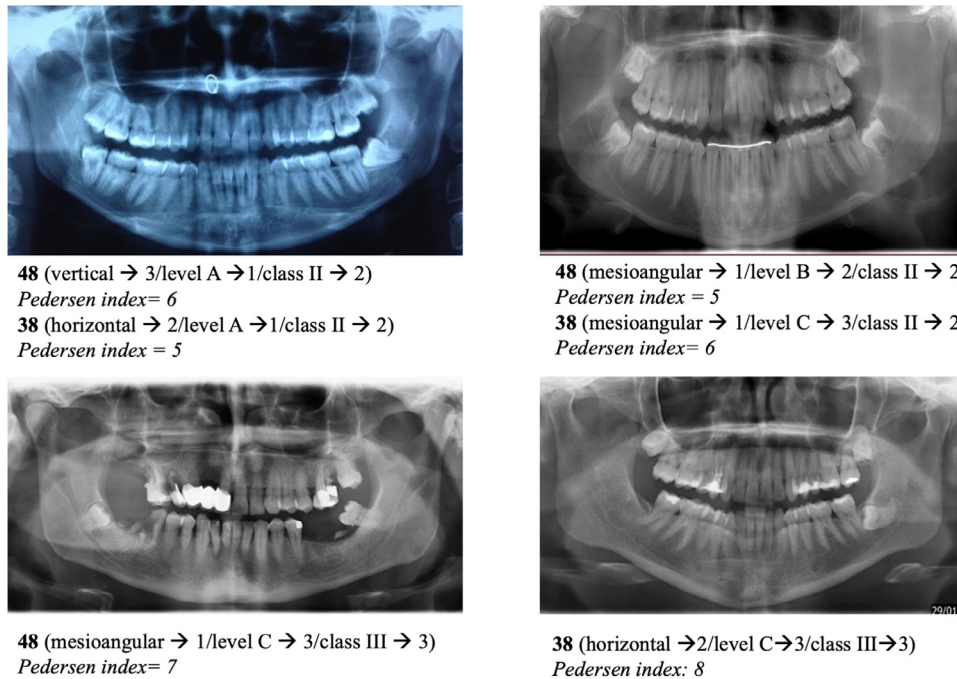 48 (vertical → 3/level A →1/class II → 2)
Pedersen index= 6
38 (horizontal → 2/level A →1/class II → 2)
Pedersen index = 5
48 (mesioangular → 1/level B → 2/class II → 2
Pedersen index = 5
38 (mesioangular → 1/level C → 3/class II → 2
Pedersen index= 6
29/01
48 (mesioangular → 1/level C → 3/class III → 3)
Pedersen index= 7
38 (horizontal →2/level C→3/class III→3)
Pedersen index: 8